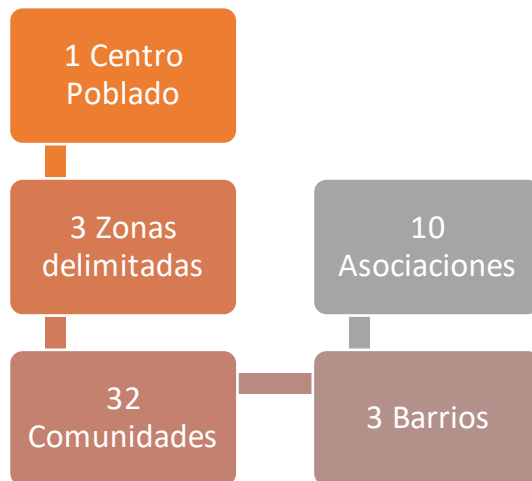 1 Centro
Poblado
3 Zonas
delimitadas
32
Comunidades
3 Barrios
10
Asociaciones